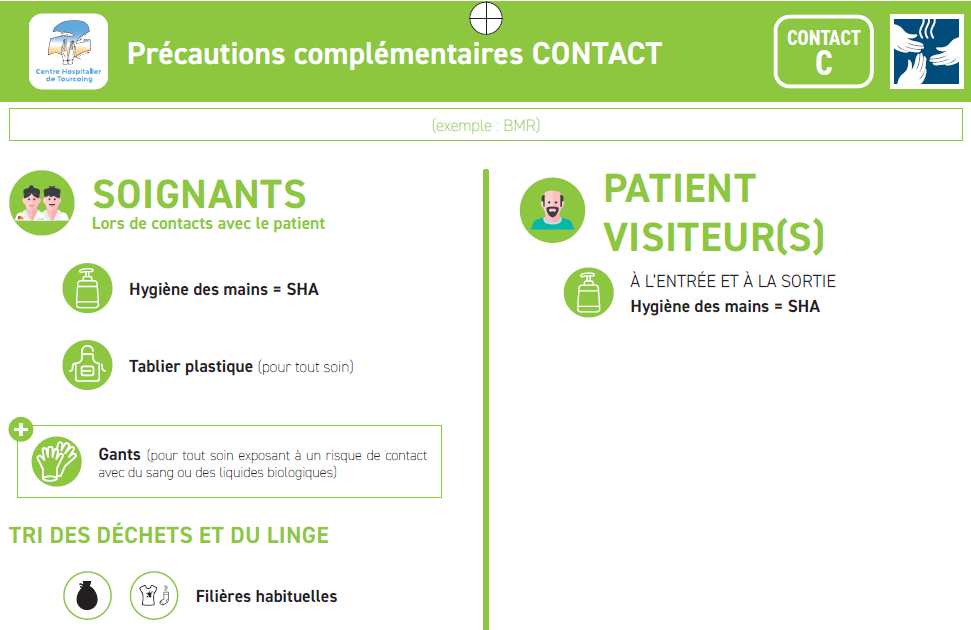 Centre Hospitalier
de Tourcoing
Précautions complémentaires CONTACT
CONTACT
C
(exemple : BMR)
SOIGNANTS
Lors de contacts avec le patient
Hygiène des mains = SHA
Tablier plastique (pour tout soin)
Gants (pour tout soin exposant à un risque de contact
avec du sang ou des liquides biologiques)
TRI DES DÉCHETS ET DU LINGE
Filières habituelles
PATIENT
VISITEUR(S)
À L'ENTRÉE ET À LA SORTIE
Hygiène des mains = SHA